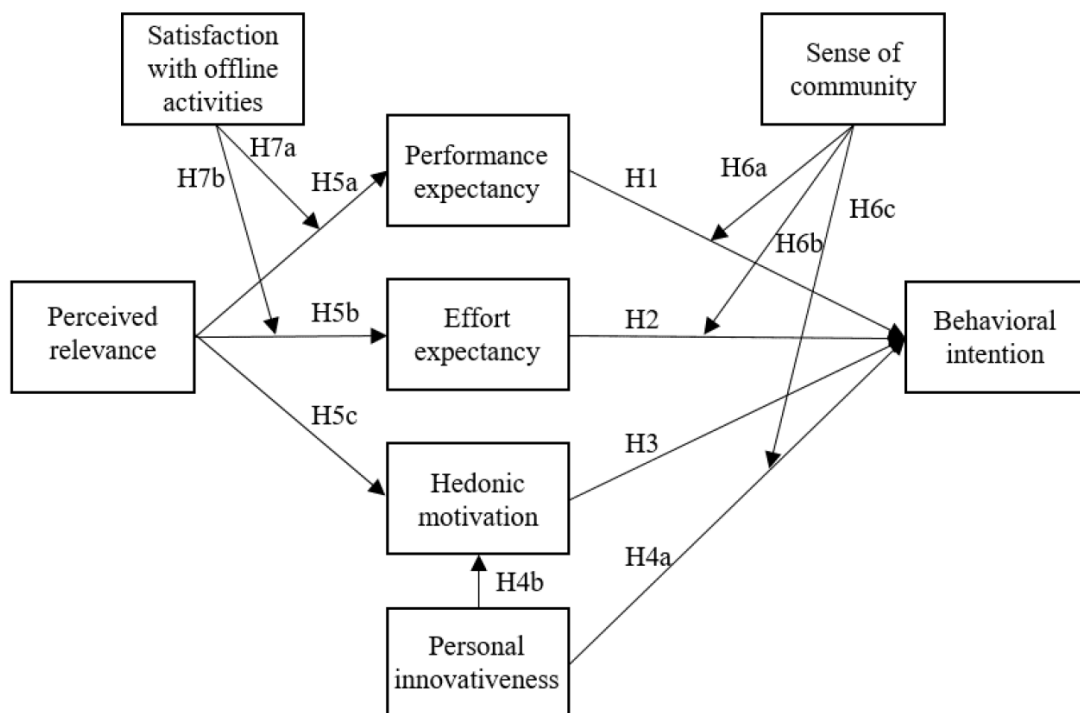 Satisfaction
with offline
activities
Sense of
community
H7a
H7b
H5a
Performance
expectancy
H1
H6a
H6b
H6c
Perceived
relevance
H5b
Effort
expectancy
H2
Behavioral
intention
H5c
Hedonic
motivation
H3
H4a
H4b
Personal
innovativeness